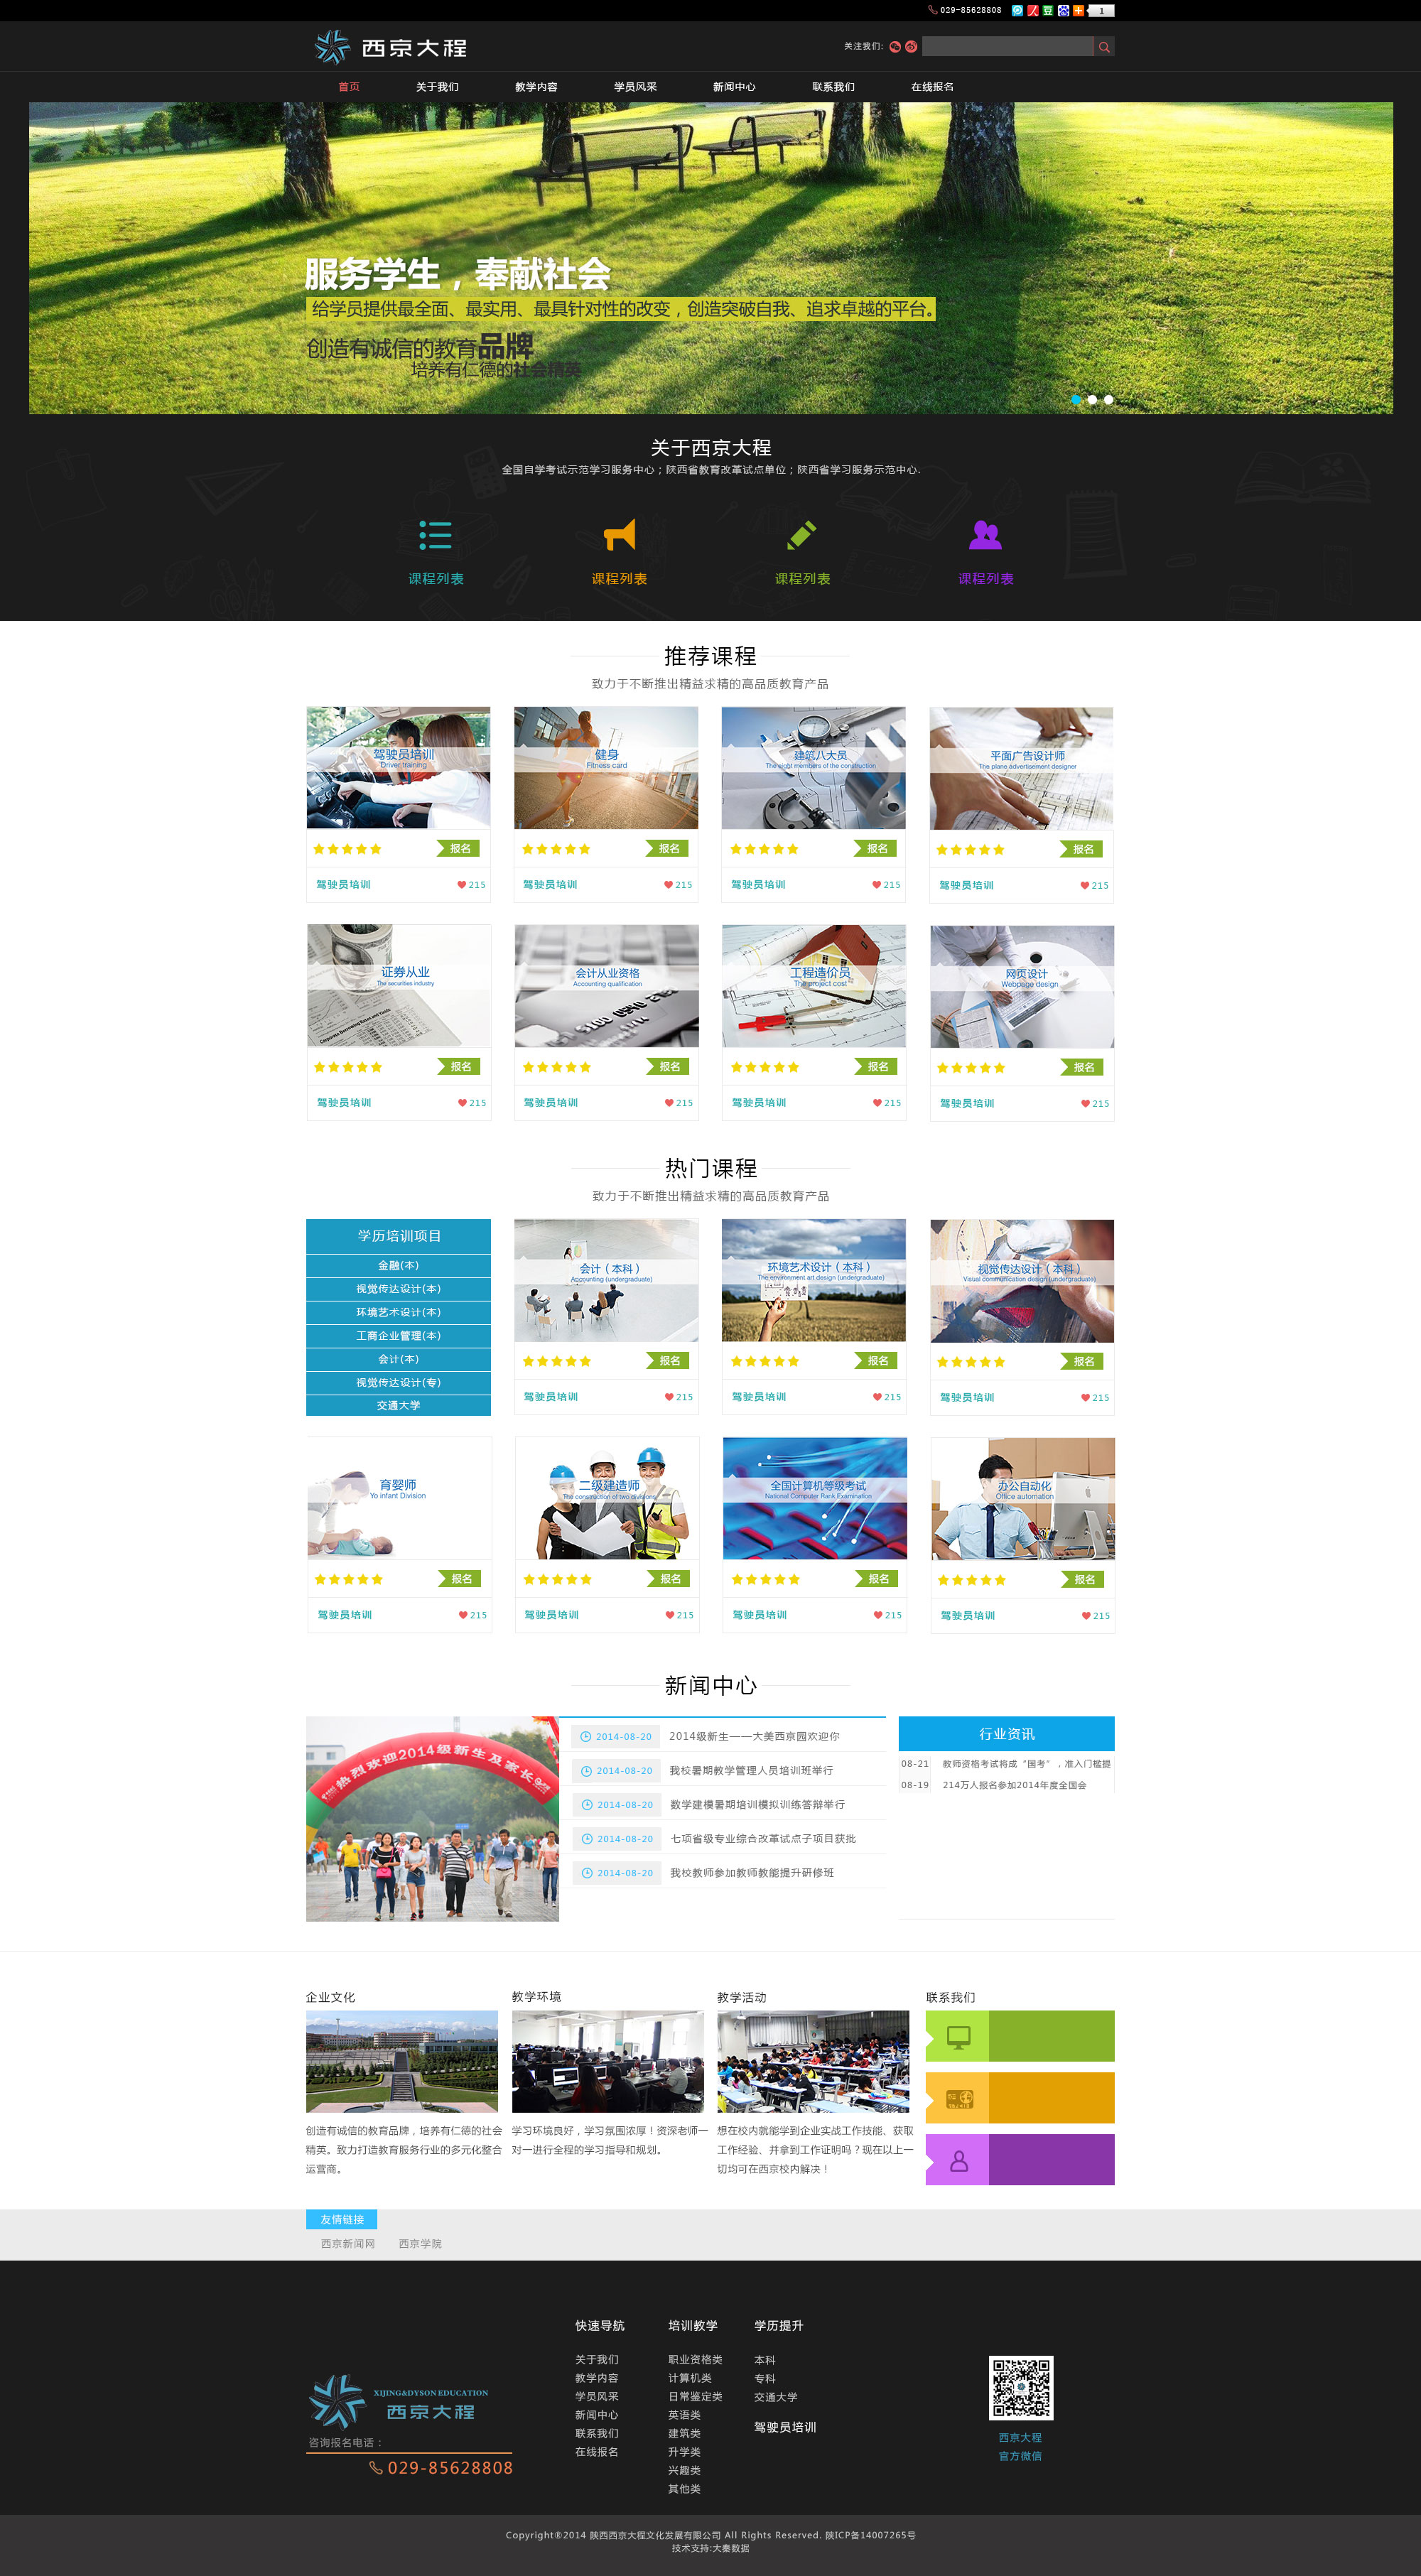 029-85628808
1
西京大程
关注我们:
首页 关于我们 教学内容 学员风采 新闻中心 联系我们 在线报名
服务学生，奉献社会
给学员提供最全面、最实用、最具针对性的改变，创造突破自我、追求卓越的平台。
创造有诚信的教育品牌
培养有仁德的社会精英
关于西京大程
全国自学考试示范学习服务中心；陕西省教育改革试点单位；陕西省学习服务示范中心.
课程列表 课程列表 课程列表 课程列表
推荐课程
致力于不断推出精益求精的高品质教育产品
驾驶员培训
Driver training
健身
Fitness card
建筑八大员
The eight members of the construction
平面广告设计师
The plane advertisement designer
报名 报名 报名 报名
驾驶员培训 215 驾驶员培训 215 驾驶员培训 215 驾驶员培训 215
证券从业
The securities industry
Corporate Borrowing Rates and Yields
会计从业资格
Accounting qualification
工程造价员
The project cost
网页设计
Webpage design
报名 报名 报名 报名
驾驶员培训 215 驾驶员培训 215 驾驶员培训 215 驾驶员培训 215
热门课程
致力于不断推出精益求精的高品质教育产品
学历培训项目
金融(本)
视觉传达设计(本)
环境艺术设计(本)
工商企业管理(本)
会计(本)
视觉传达设计(专)
交通大学
会计（本科）
Accounting (undergraduate)
环境艺术设计（本科）
The environment art design (undergraduate)
视觉传达设计（本科）
Visual communication design (undergraduate)
报名 报名 报名
驾驶员培训 215 驾驶员培训 215 驾驶员培训 215
育婴师
Yo infant Division
二级建造师
The construction of two divisions
全国计算机等级考试
National Computer Rank Examination
办公自动化
Office automation
报名 报名 报名 报名
驾驶员培训 215 驾驶员培训 215 驾驶员培训 215 驾驶员培训 215
新闻中心
热烈欢迎2014级新生及家长
2014-08-20 2014级新生——大美西京园欢迎你
2014-08-20 我校暑期教学管理人员培训班举行
2014-08-20 数学建模暑期培训模拟训练答辩举行
2014-08-20 七项省级专业综合改革试点子项目获批
2014-08-20 我校教师参加教师教能提升研修班
行业资讯
08-21 教师资格考试将成“国考”，准入门槛提
08-19 214万人报名参加2014年度全国会
企业文化
创造有诚信的教育品牌，培养有仁德的社会
精英。致力打造教育服务行业的多元化整合
运营商。
教学环境
学习环境良好，学习氛围浓厚！资深老师一
对一进行全程的学习指导和规划。
教学活动
想在校内就能学到企业实战工作技能、获取
工作经验、并拿到工作证明吗？现在以上一
切均可在西京校内解决！
联系我们
友情链接
西京新闻网 西京学院
XIJING&DYSON EDUCATION
西京大程
咨询报名电话：
029-85628808
快速导航
关于我们
教学内容
学员风采
新闻中心
联系我们
在线报名
培训教学
职业资格类
计算机类
日常鉴定类
英语类
建筑类
升学类
兴趣类
其他类
学历提升
本科
专科
交通大学
驾驶员培训
西京大程
官方微信
Copyright®2014 陕西西京大程文化发展有限公司 All Rights Reserved. 陕ICP备14007265号
技术支持:大秦数据